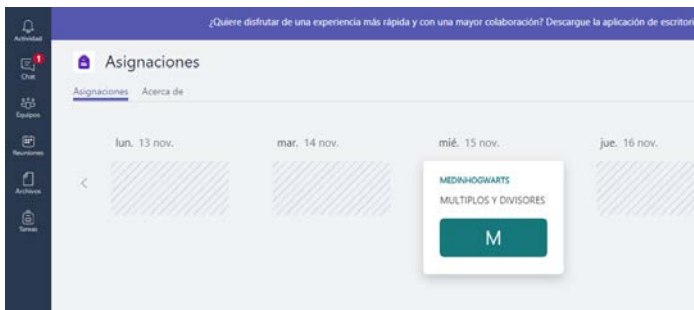 ¿Quiere disfrutar de una experiencia más rápida y con una mayor colaboración? Descargue la aplicación de escritori
Actividad
1
Chat
Equipos
Reuniones
Archivos
Tareas
Asignaciones
Asignaciones Acerca de
lun. 13 nov. mar. 14 nov. mié. 15 nov. jue. 16 nov.
MEDINHOGWARTS
MULTIPLOS Y DIVISORES
M